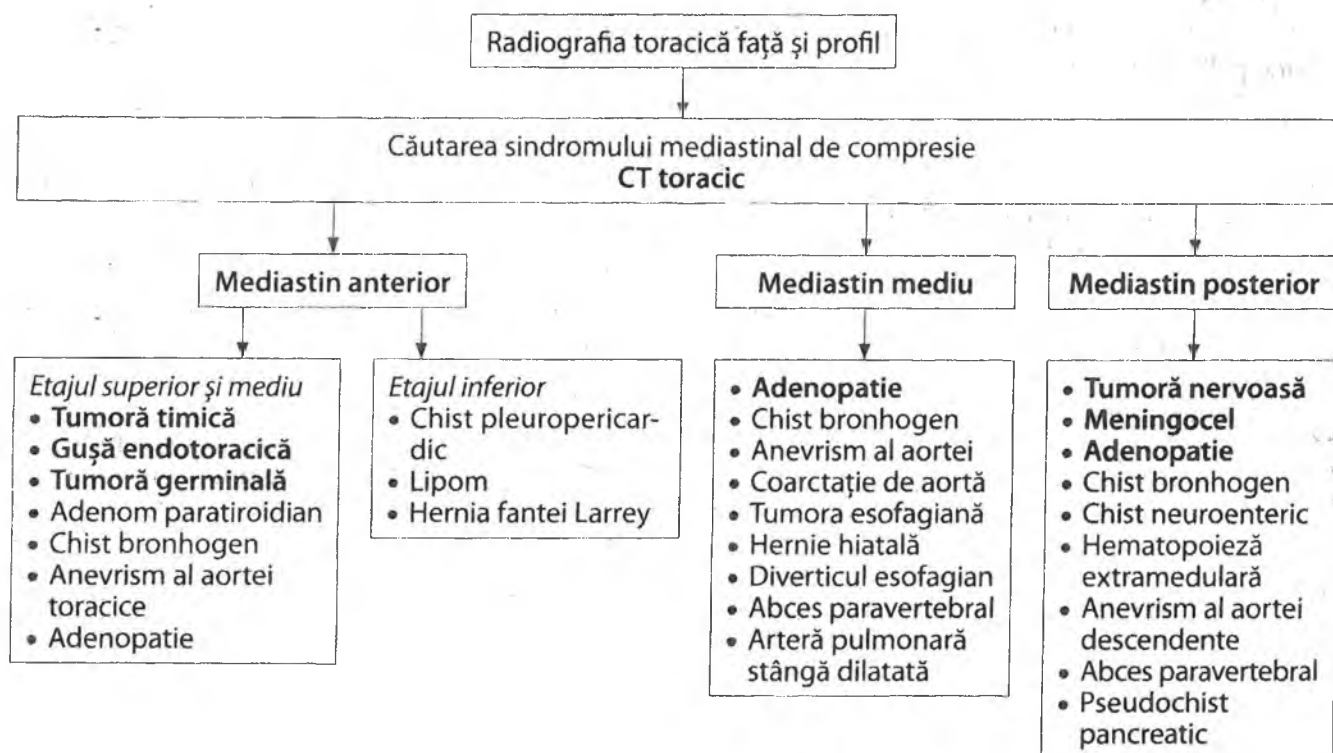 Radiografia toracică față și profil
Căutarea sindromului mediastinal de compresie
CT toracic
Mediastin anterior
Mediastin mediu
Mediastin posterior
Etajul superior și mediu
• Tumoră timică
• Gușă endotoracică
• Tumoră germinală
• Adenom paratiroidian
• Chist bronhogen
• Anevrism al aortei
toracice
• Adenopatie
Etajul inferior
• Chist pleuropericar-
dic
• Lipom
• Hernia fantei Larrey
• Adenopatie
• Chist bronhogen
• Anevrism al aortei
• Coarctație de aortă
• Tumora esofagiană
• Hernie hiatală
• Diverticul esofagian
• Abces paravertebral
• Arteră pulmonară
stângă dilatată
• Tumoră nervoasă
• Meningocel
• Adenopatie
• Chist bronhogen
• Chist neuroenteric
• Hematopoieză
extramedulară
• Anevrism al aortei
descendente
• Abces paravertebral
• Pseudochist
pancreatic